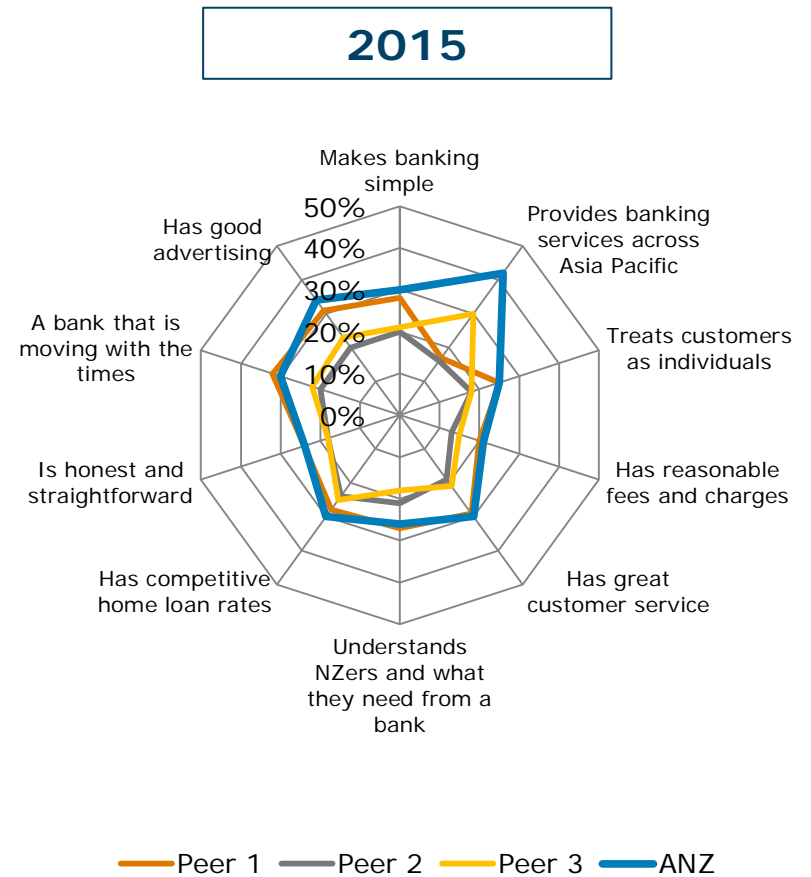 2015
Makes banking
simple
Provides banking
services across
Asia Pacific
Treats customers
as individuals
Has reasonable
fees and charges
Has great
customer service
Understands
NZers and what
they need from a
bank
Has competitive
home loan rates
Is honest and
straightforward
A bank that is
moving with the
times
Has good
advertising
50%
40%
30%
20%
10%
0%
Peer 1
Peer 2
Peer 3
ANZ